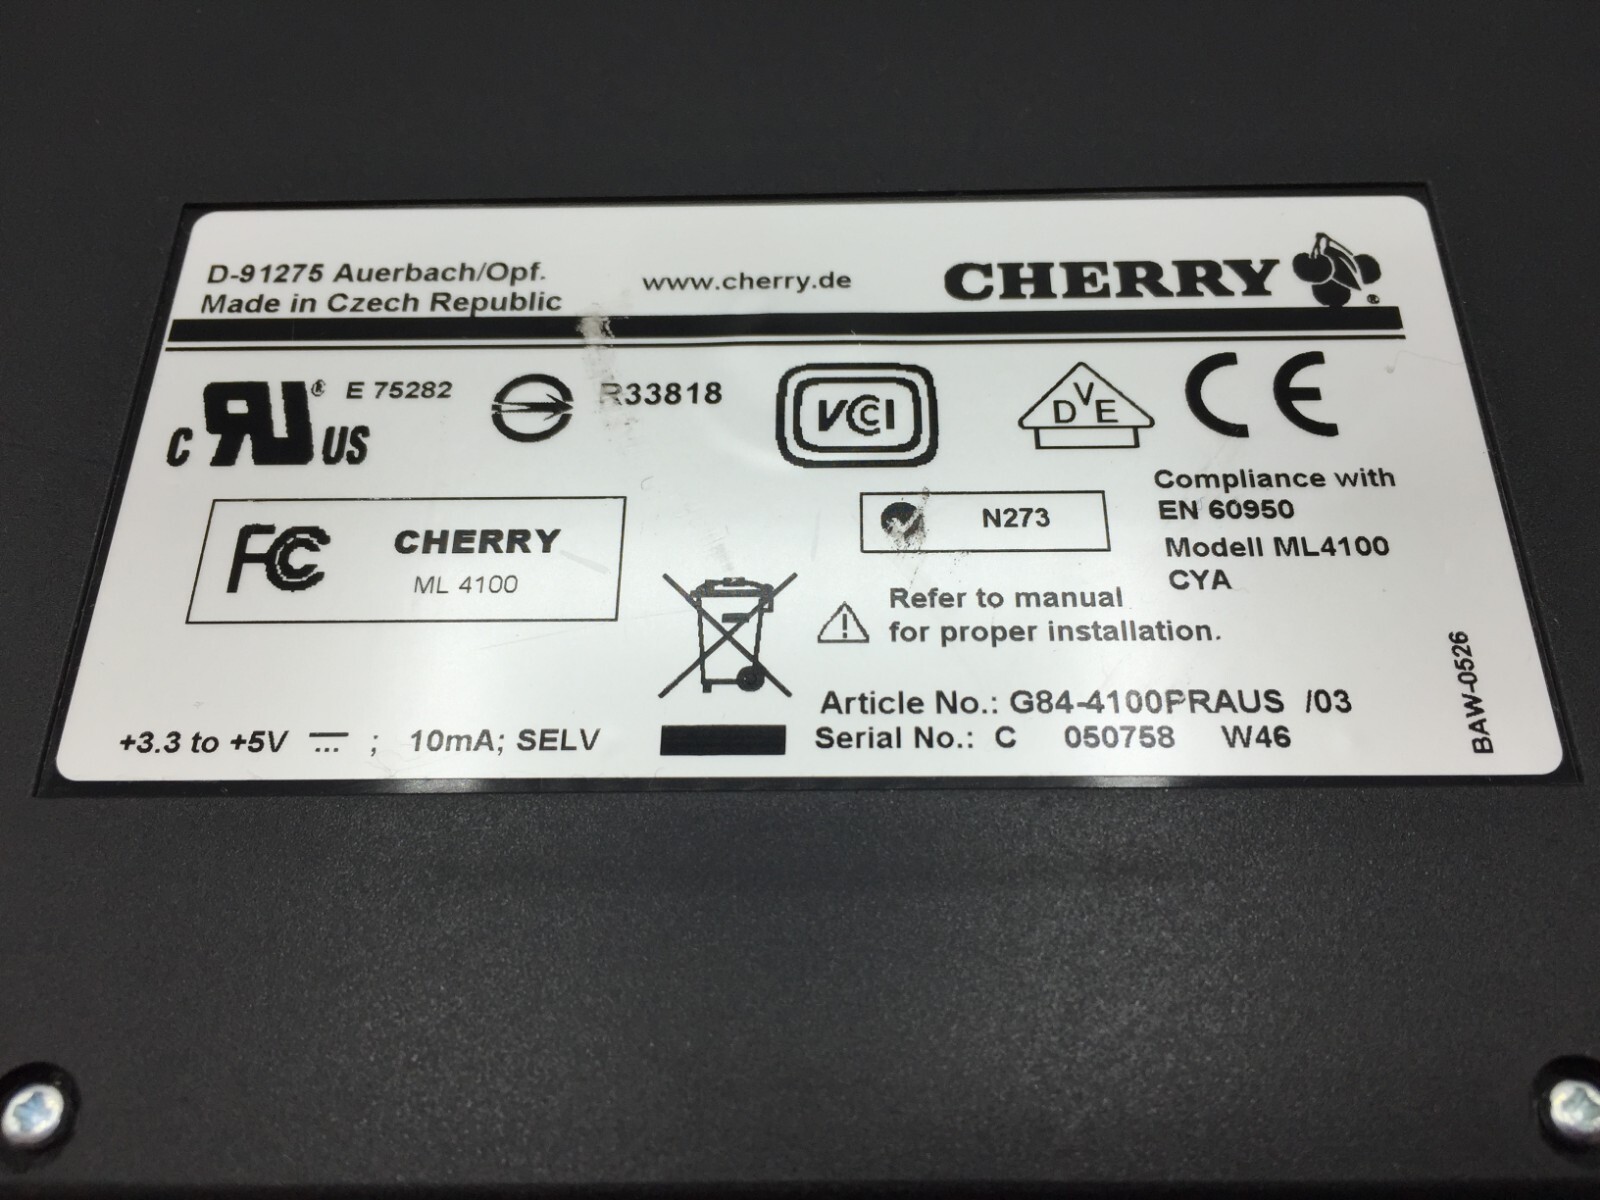 D-91275 Auerbach/Opf.
Made in Czech Republic
www.cherry.de
CHERRY ®
C RU ® US E 75282
R33818
VCCI
DVE
CE
FC CHERRY
ML 4100
N273
Compliance with
EN 60950
Modell ML4100
CYA
Refer to manual
for proper installation.
+3.3 to +5V ; 10mA; SELV
Article No.: G84-4100PRAUS /03
Serial No.: C 050758 W46
BAW-0526